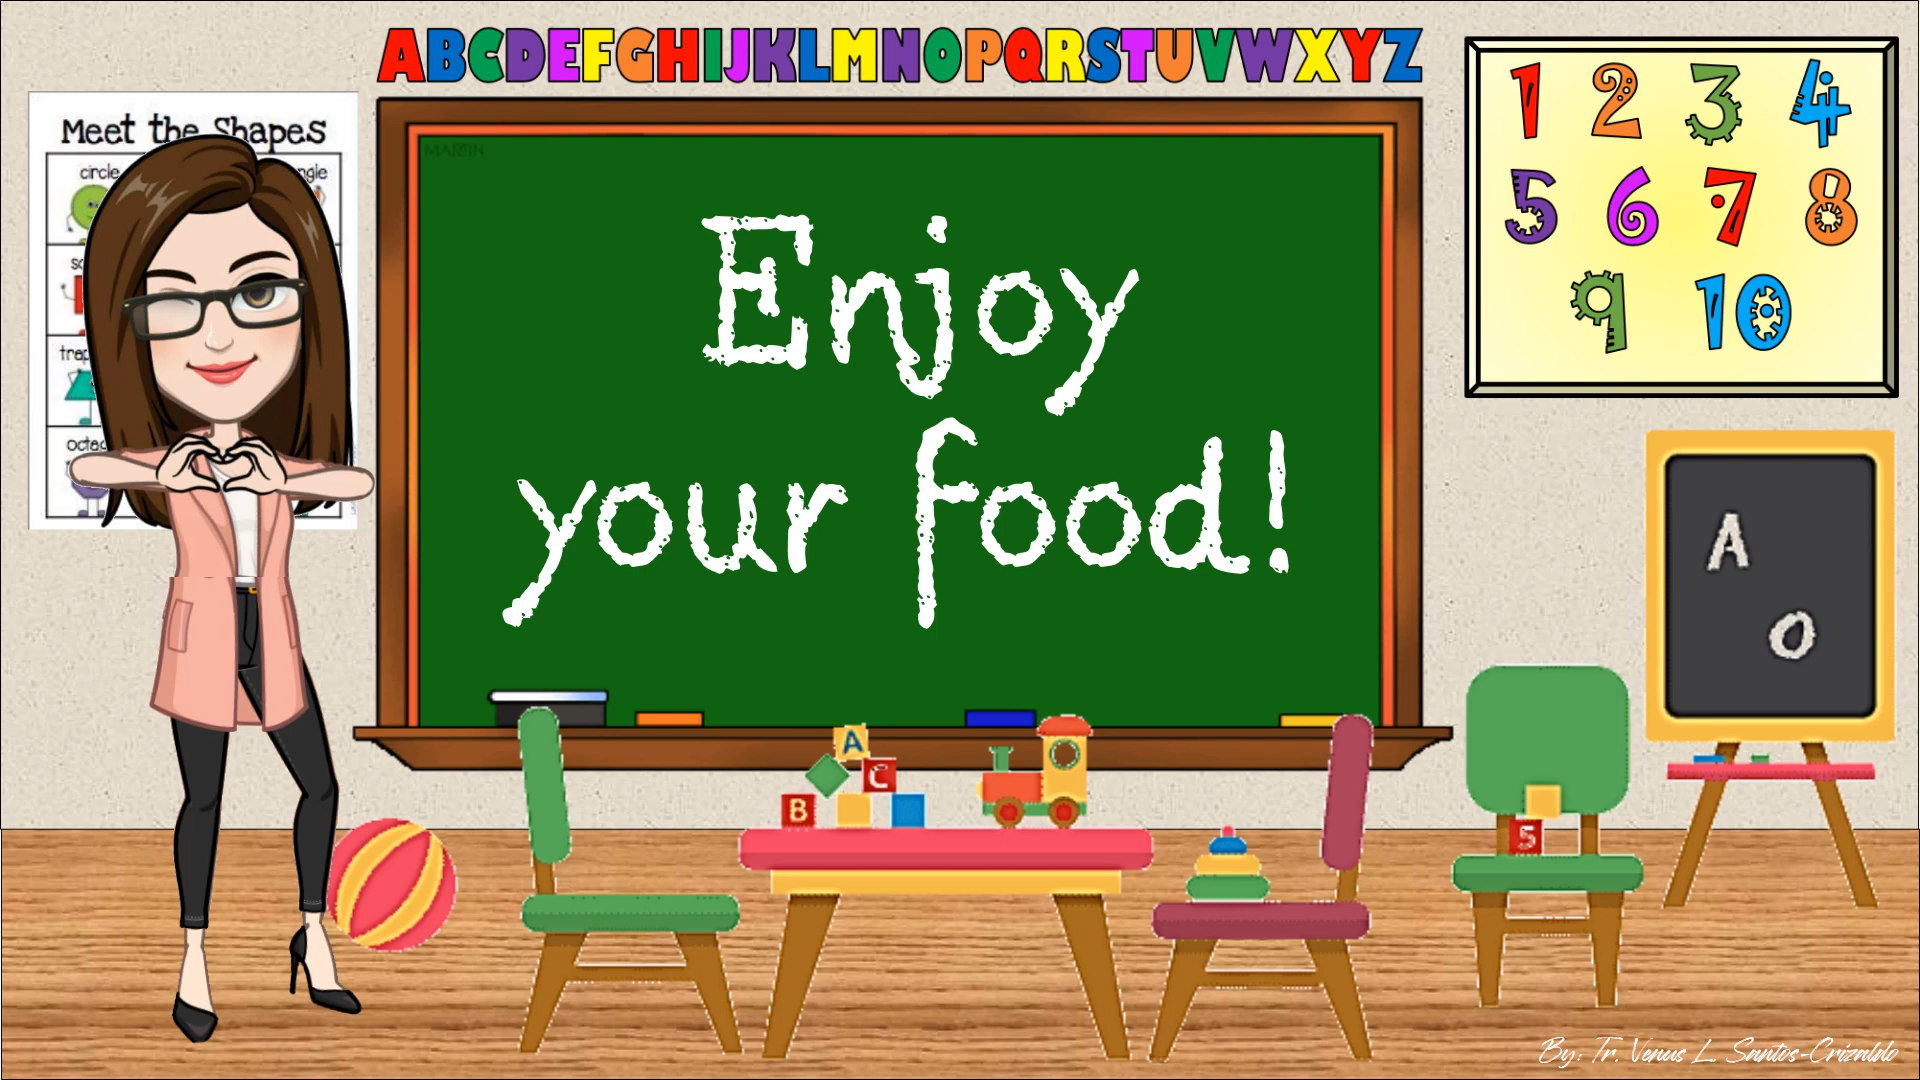 ABCDEFGHIJKLMNOPQRSTUVWXYZ
Meet the Shapes
circle
MARTIN
Enjoy
your food!
1 2 3 4
5 6 7 8
9 10
A
O
A
C
B
5
By: Tr. Venus L. Santos-Crizaldo